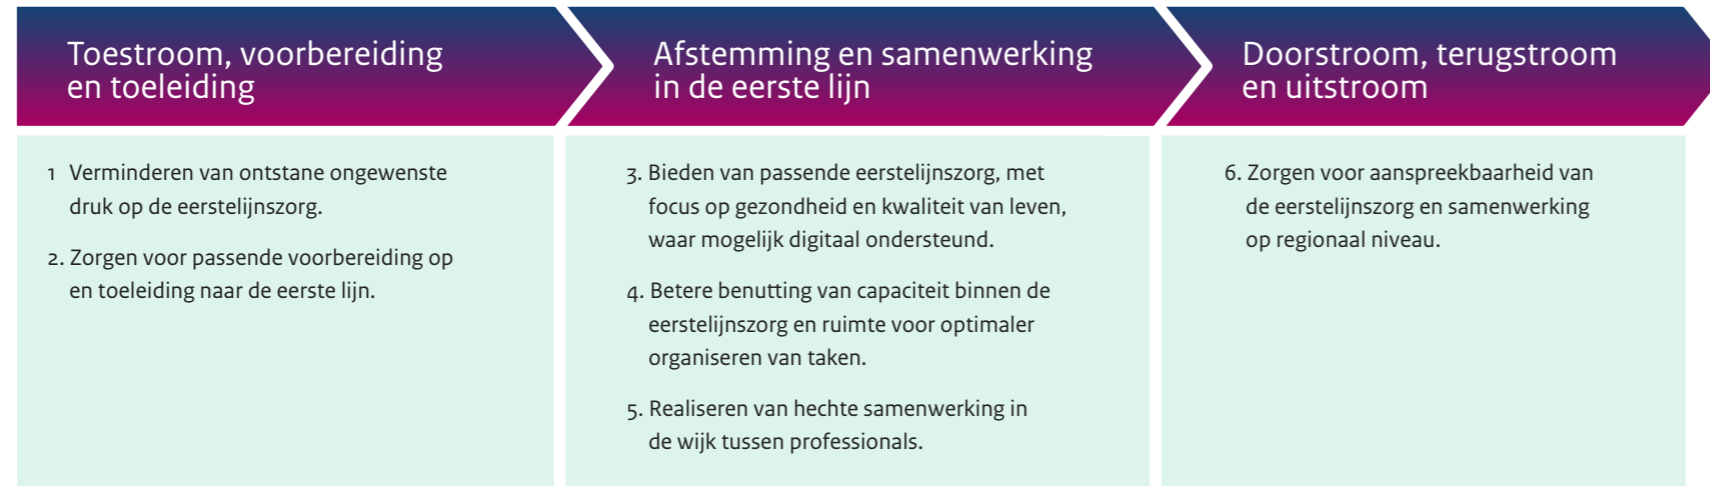 Toestroom, voorbereiding
en toeleiding
Afstemming en samenwerking
in de eerste lijn
Doorstroom, terugstroom
en uitstroom
1 Verminderen van ontstane ongewenste
druk op de eerstelijnszorg.
2. Zorgen voor passende voorbereiding op
en toeleiding naar de eerste lijn.
3. Bieden van passende eerstelijnszorg, met
focus op gezondheid en kwaliteit van leven,
waar mogelijk digitaal ondersteund.
4. Betere benutting van capaciteit binnen de
eerstelijnszorg en ruimte voor optimaler
organiseren van taken.
5. Realiseren van hechte samenwerking in
de wijk tussen professionals.
6. Zorgen voor aanspreekbaarheid van
de eerstelijnszorg en samenwerking
op regionaal niveau.